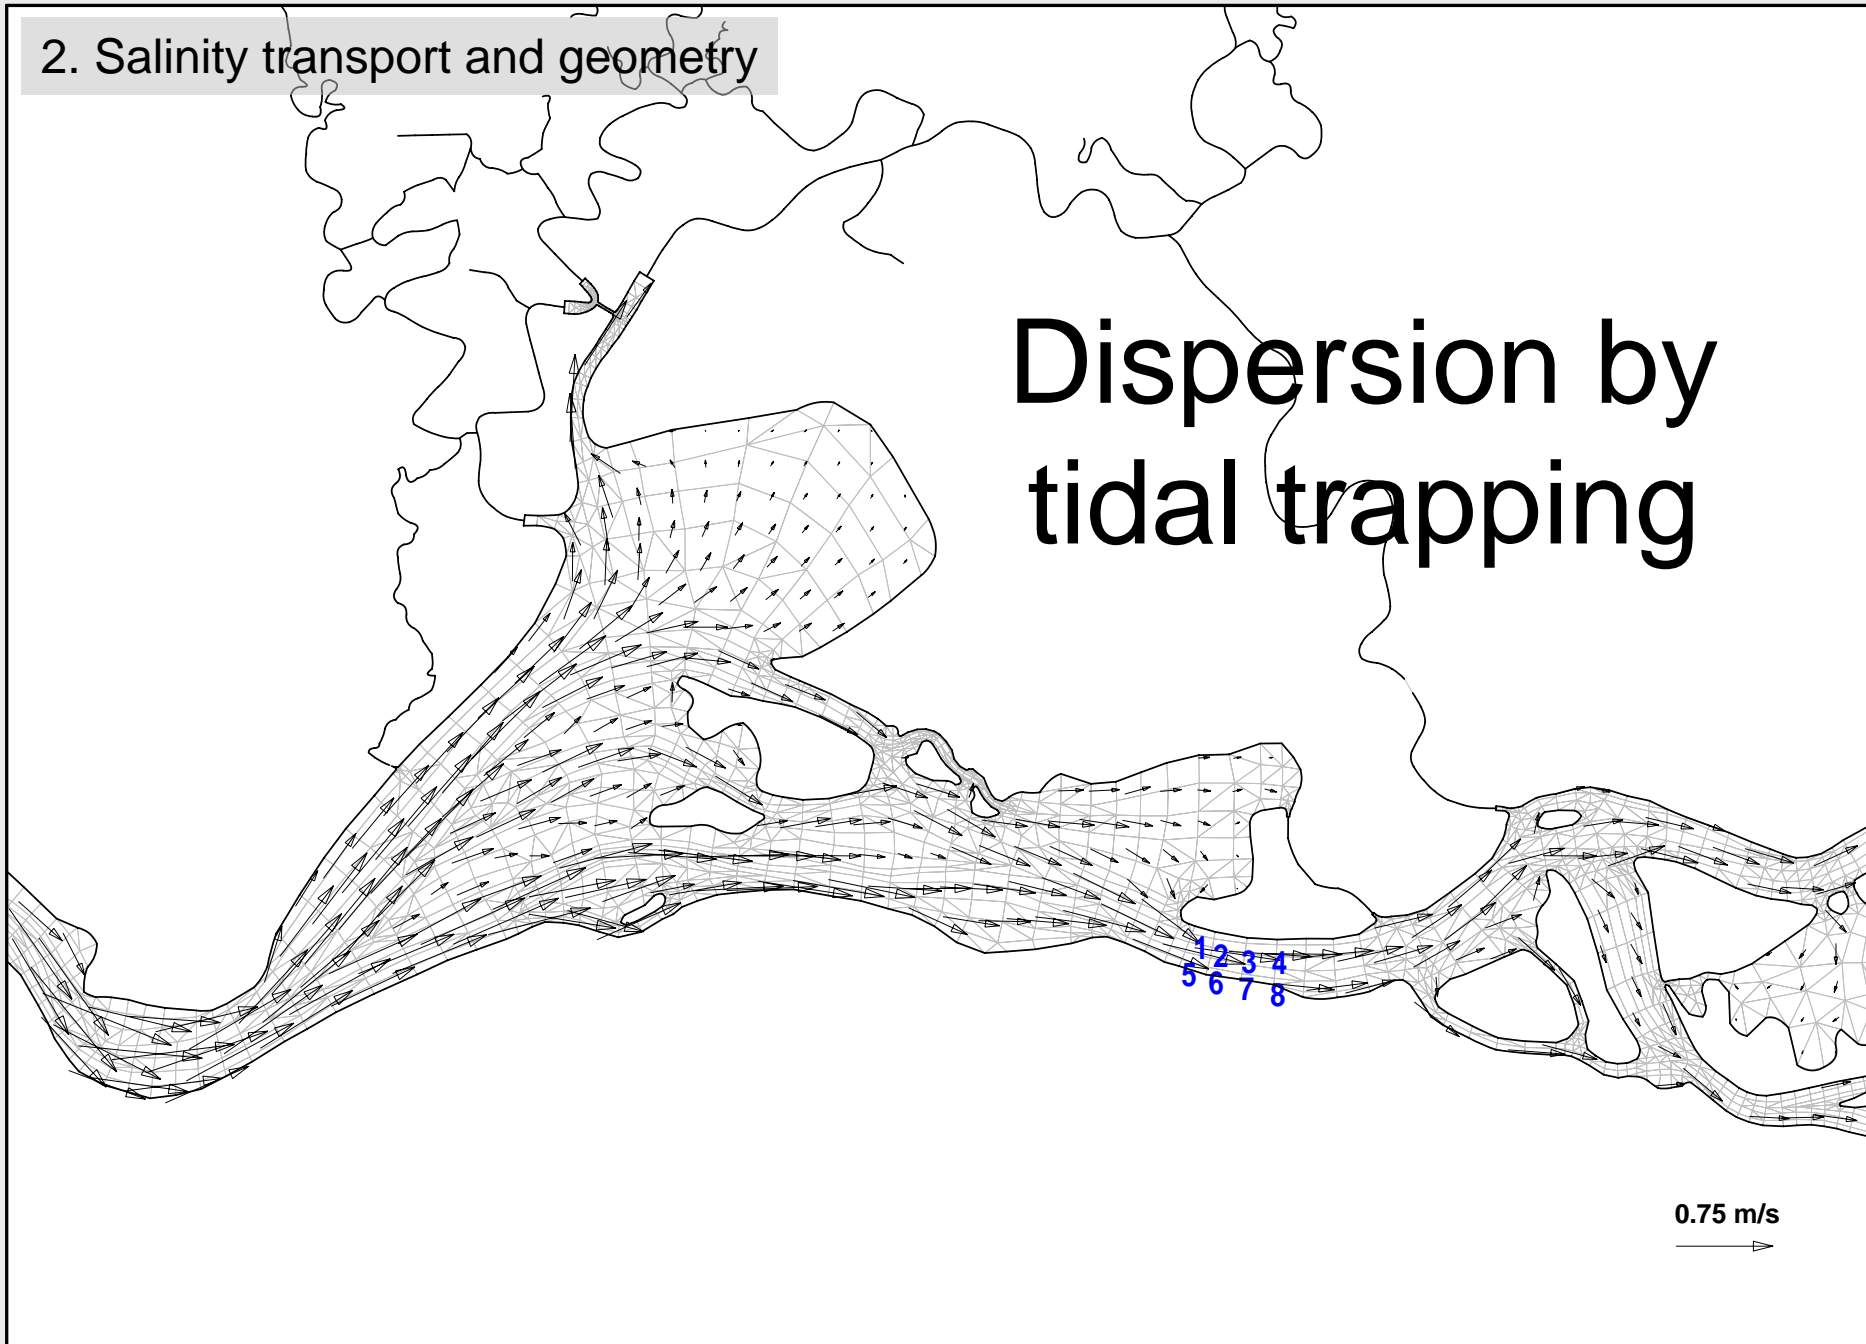 2. Salinity transport and geometry
Dispersion by
tidal trapping
1 2 3 4
5 6 7 8
0.75 m/s